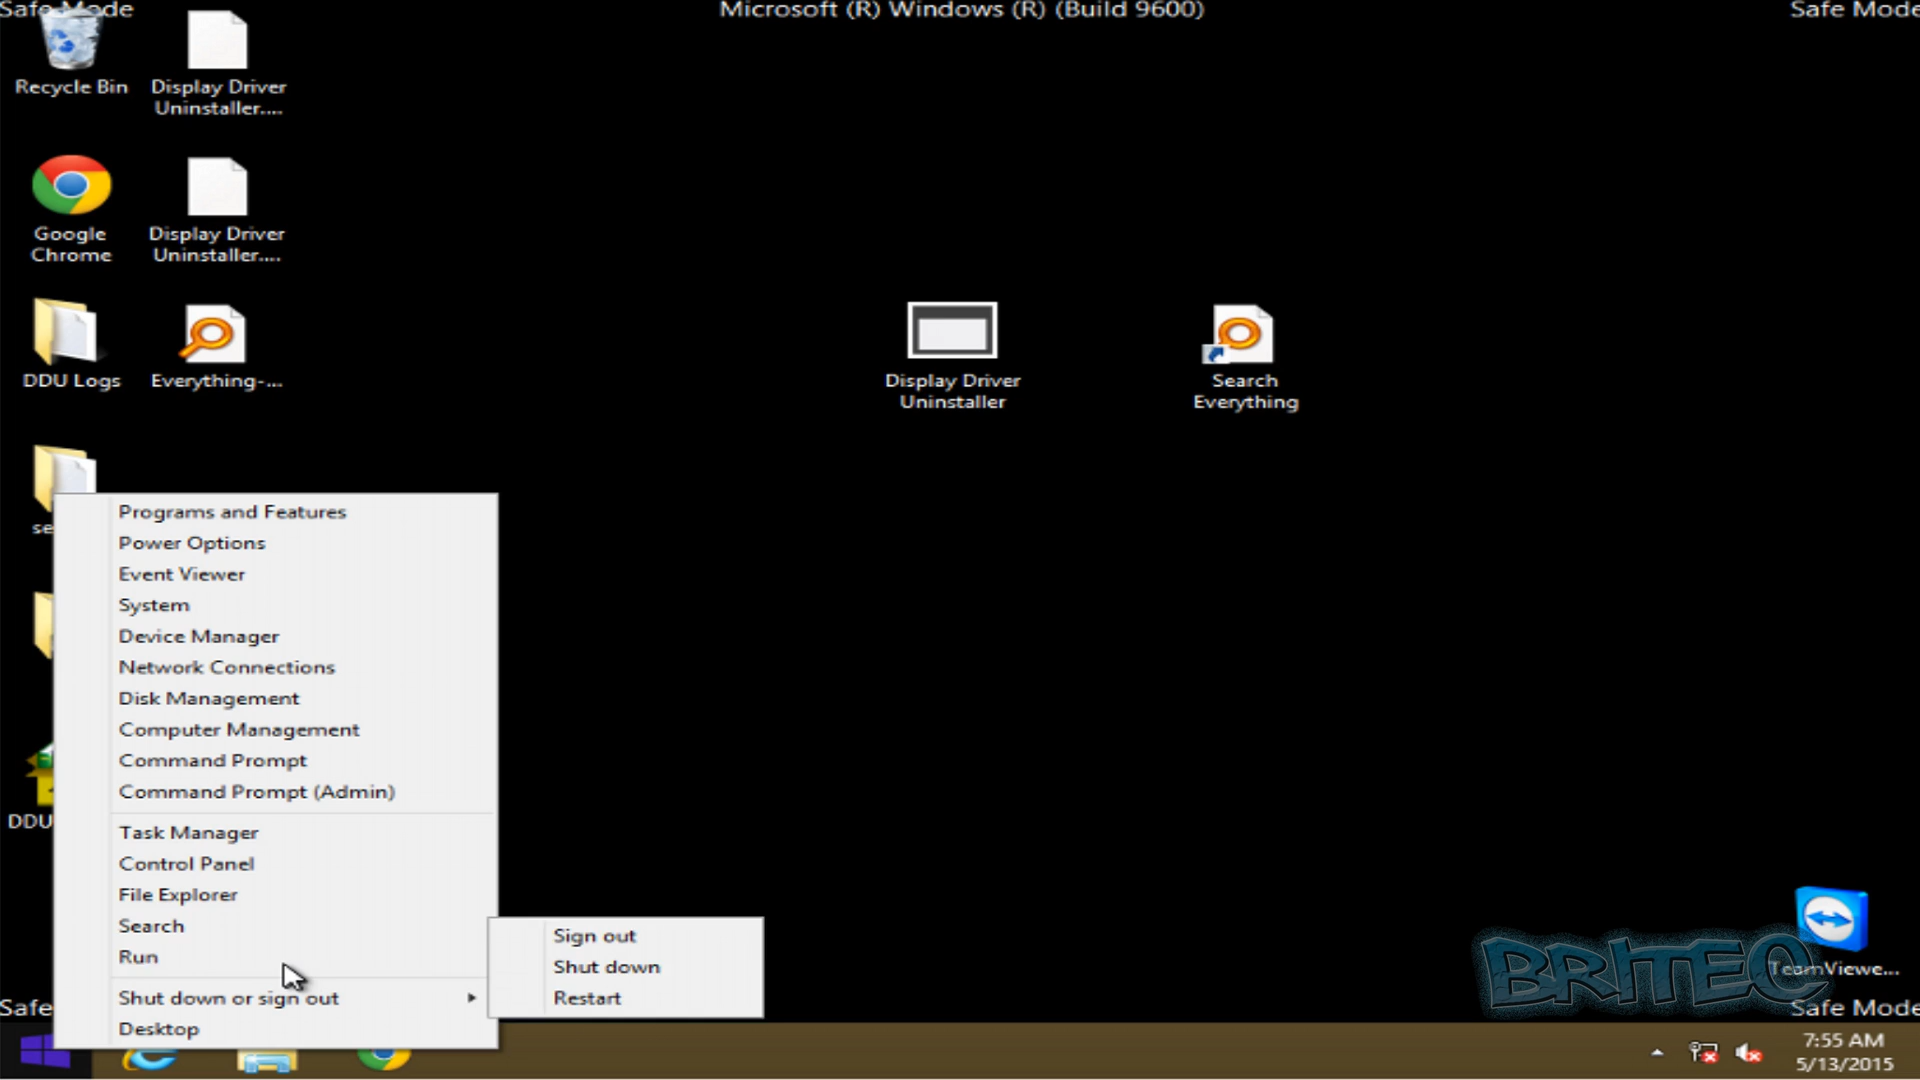 Safe Mode
Microsoft (R) Windows (R) (Build 9600)
Safe Mode
Recycle Bin
Display Driver
Uninstaller....
Google
Chrome
Display Driver
Uninstaller....
DDU Logs
Everything-...
Display Driver
Uninstaller
Search
Everything
se
Programs and Features
Power Options
Event Viewer
System
Device Manager
Network Connections
Disk Management
Computer Management
Command Prompt
Command Prompt (Admin)
DDU
Task Manager
Control Panel
File Explorer
Search
Run
Shut down or sign out
Desktop
Sign out
Shut down
Restart
BRITEC
TeamViewe...
Safe
Safe Mode
7:55 AM
5/13/2015